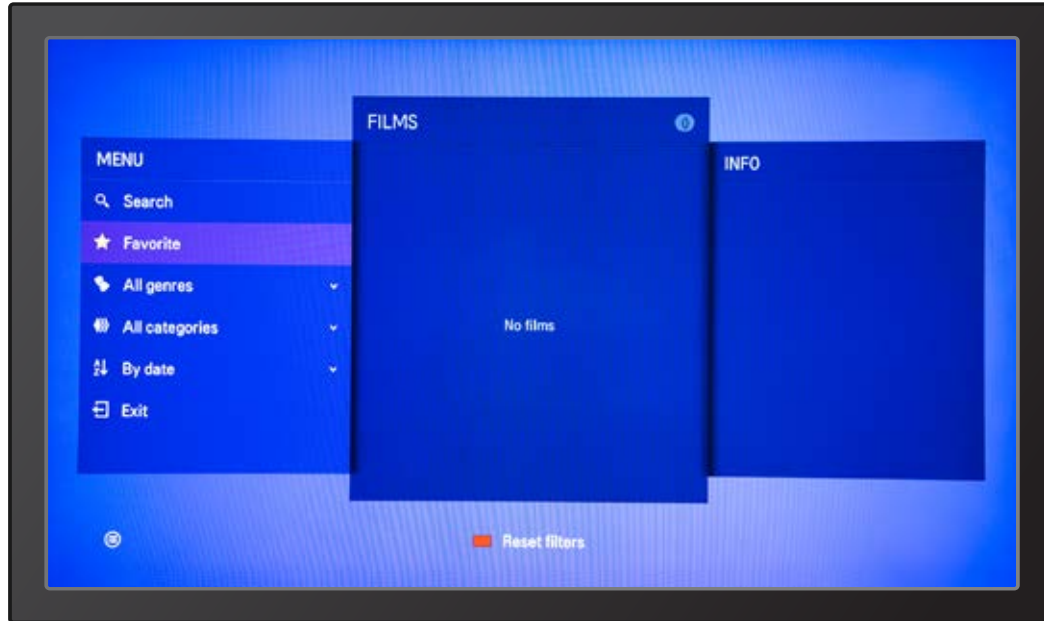 MENU
Search
Favorite
All genres
All categories
By date
Exit
FILMS
0
No films
INFO
Reset filters